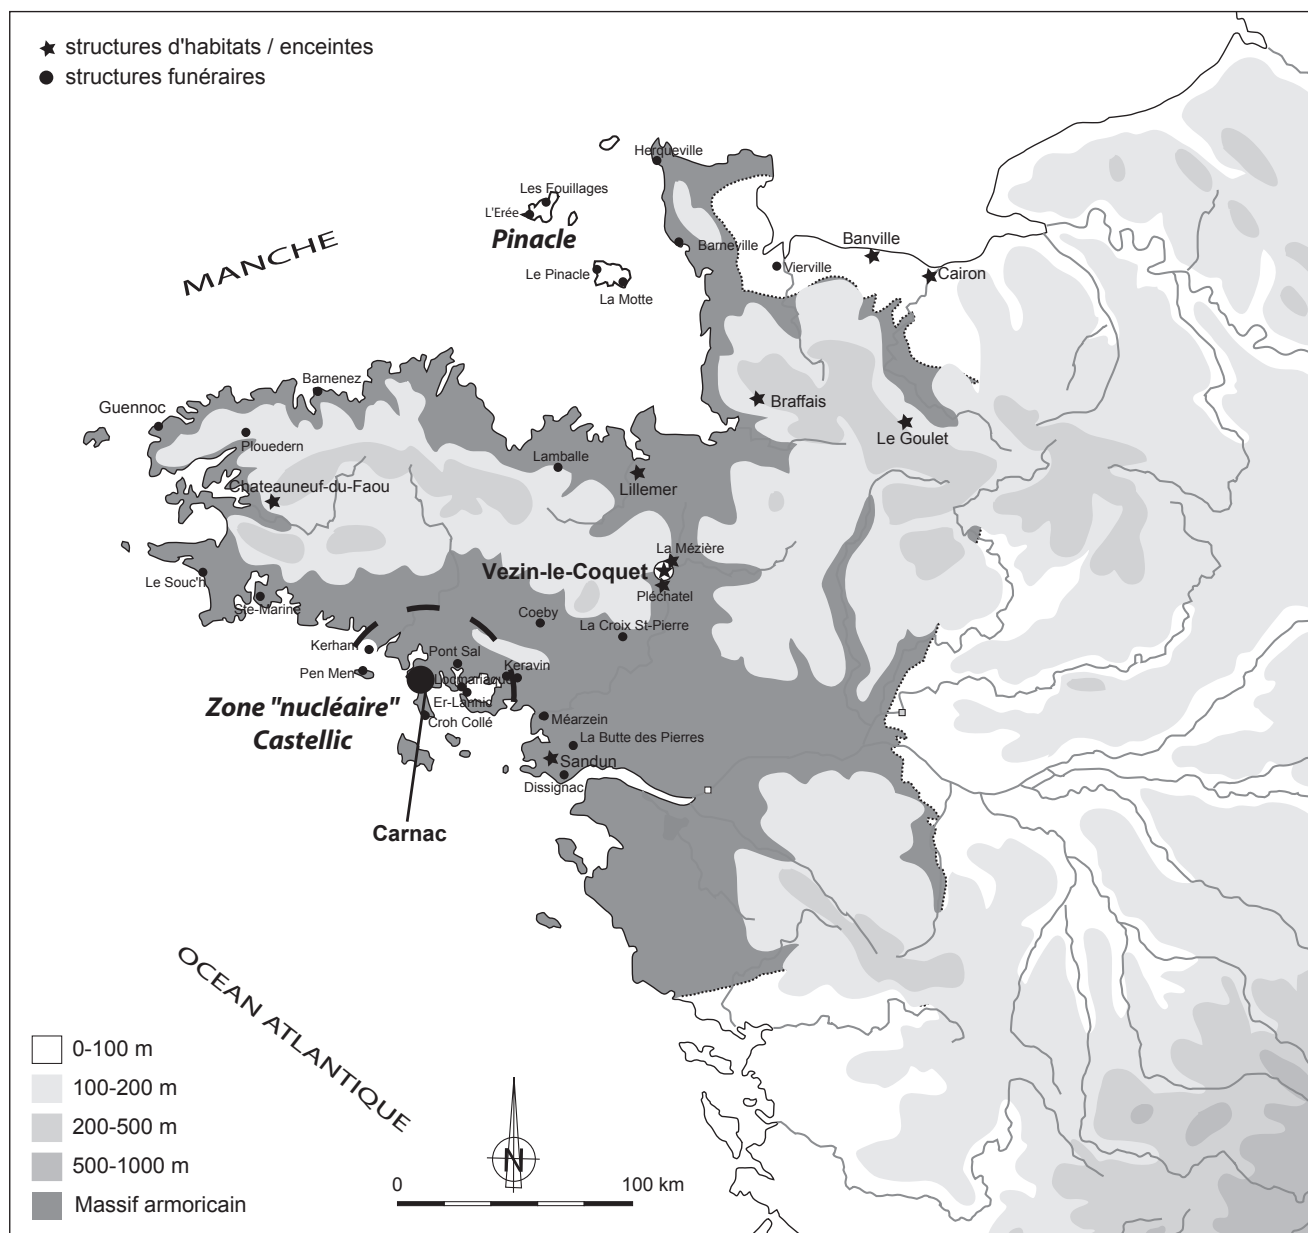 structures d'habitats / enceintes
structures funéraires
Herqueville
Les Fouillages
L'Erée
Pinacle
Barneville
Banville
MANCHE
Vierville
Cairon
Le Pinacle
La Motte
Barnenez
Guennoc
Braffais
Plouedern
Le Goulet
Lamballe
Chateauneuf-du-Faou
Lillemer
La Mézière
Vezin-le-Coquet
Le Souc'h
Pléchatel
Ste-Marine
Coeby
La Croix St-Pierre
Kerham
Pont Sal
Keravin
Pen Men
Locmariaquer
Er-Lannic
Zone "nucléaire"
Castellic
Croh Collé
Méarzein
La Butte des Pierres
Sandun
Dissignac
Carnac
OCEAN ATLANTIQUE
0-100 m
100-200 m
200-500 m
500-1000 m
Massif armoricain
N
0 100 km